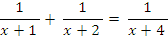 1/(x + 1) + 1/(x + 2) = 1/(x + 4)